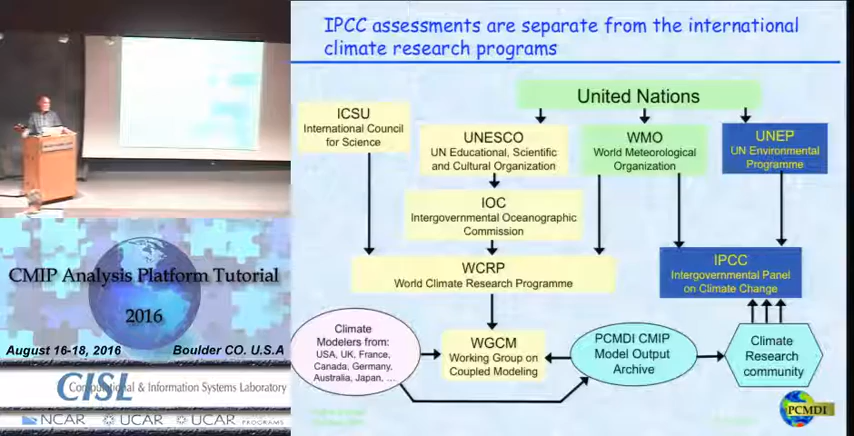 IPCC assessments are separate from the international
climate research programs
United Nations
ICSU
International Council
for Science
UNESCO
UN Educational, Scientific
and Cultural Organization
WMO
World Meteorological
Organization
UNEP
UN Environmental
Programme
IOC
Intergovernmental Oceanographic
Commission
WCRP
World Climate Research Programme
IPCC
Intergovernmental Panel
on Climate Change
Climate
Modelers from:
USA, UK, France,
Canada, Germany,
Australia, Japan, ...
WGCM
Working Group on
Coupled Modeling
PCMDI CMIP
Model Output
Archive
Climate
Research
community
PCMDI
CMIP Analysis Platform Tutorial
2016
August 16-18, 2016 Boulder CO. U.S.A
CISL
Computational & Information Systems Laboratory
NCAR UCAR UCAR PROGRAMS